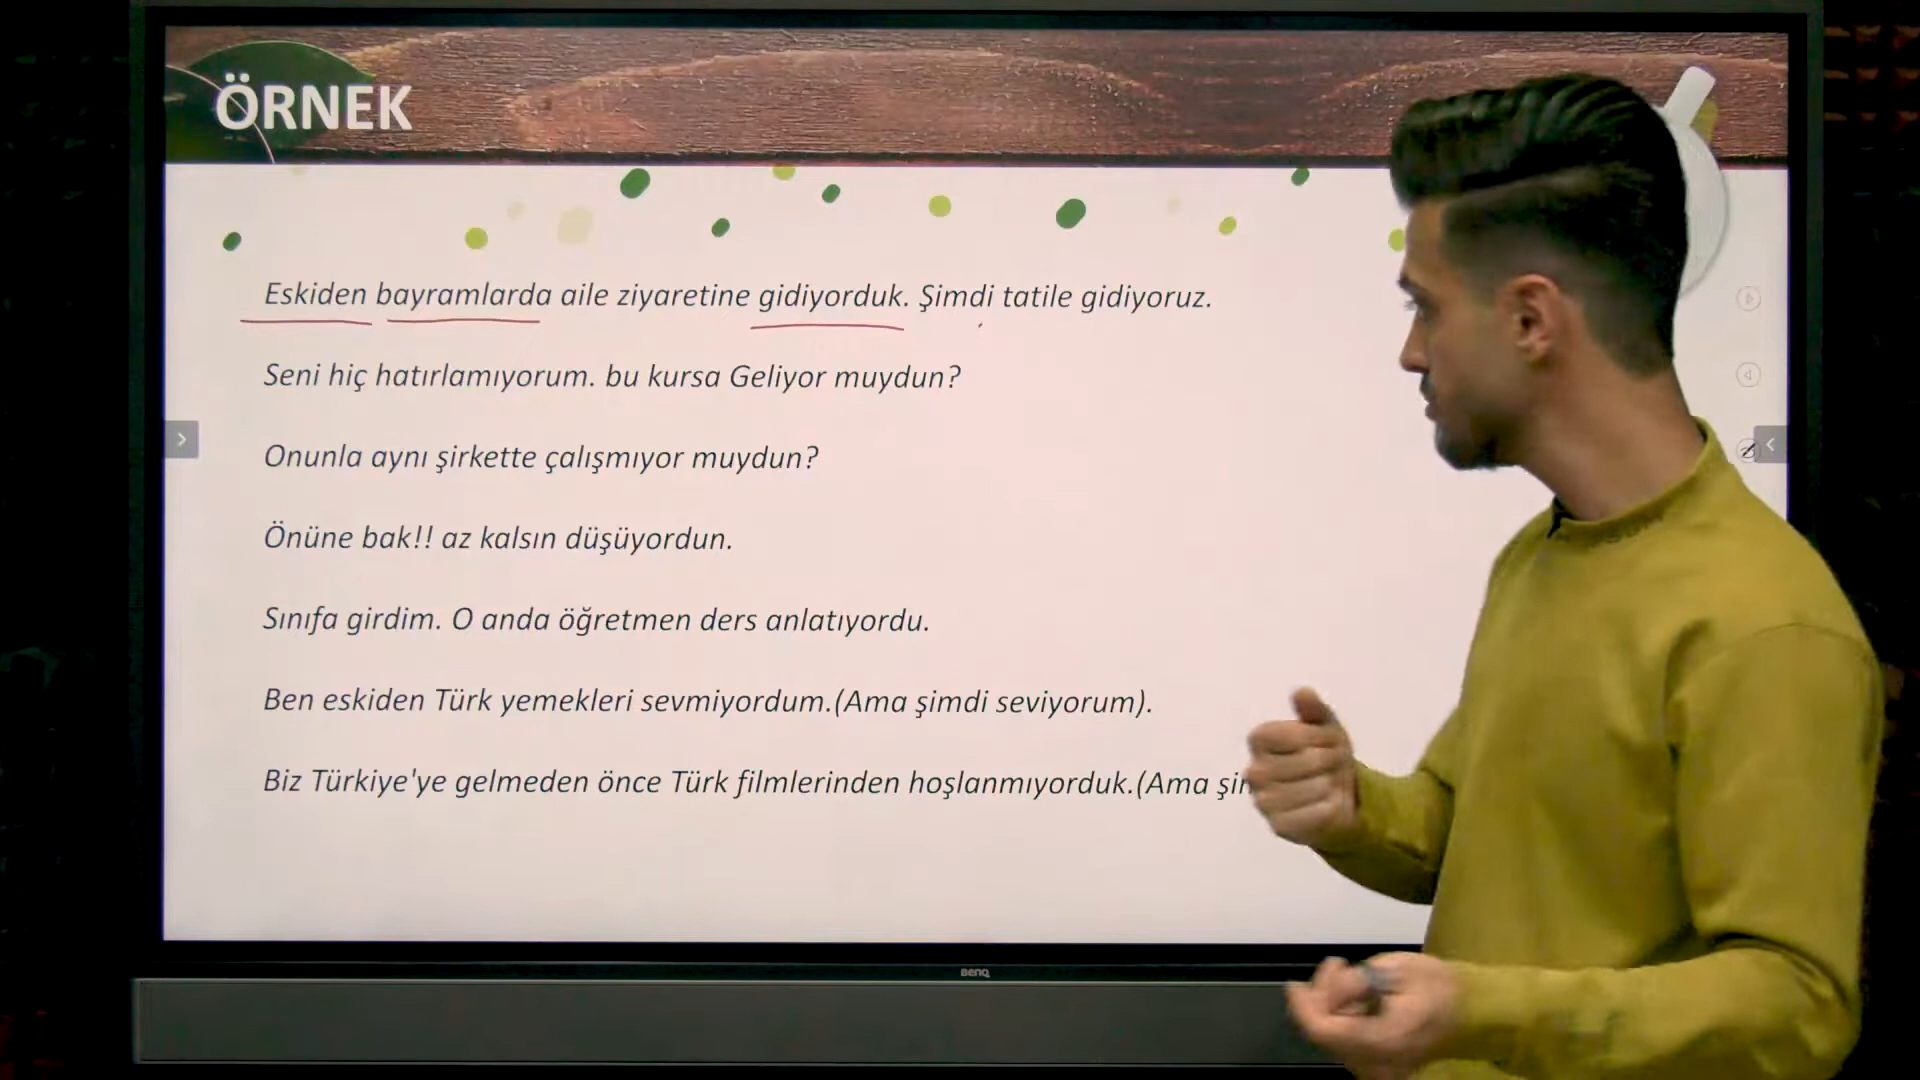 ÖRNEK
Eskiden bayramlarda aile ziyaretine gidiyorduk. Şimdi tatile gidiyoruz.
Seni hiç hatırlamıyorum. bu kursa Geliyor muydun?
Onunla aynı şirkette çalışmıyor muydun?
Önüne bak!! az kalsın düşüyordun.
Sınıfa girdim. O anda öğretmen ders anlatıyordu.
Ben eskiden Türk yemekleri sevmiyordum.(Ama şimdi seviyorum).
Biz Türkiye'ye gelmeden önce Türk filmlerinden hoşlanmıyorduk.(Ama
BenQ